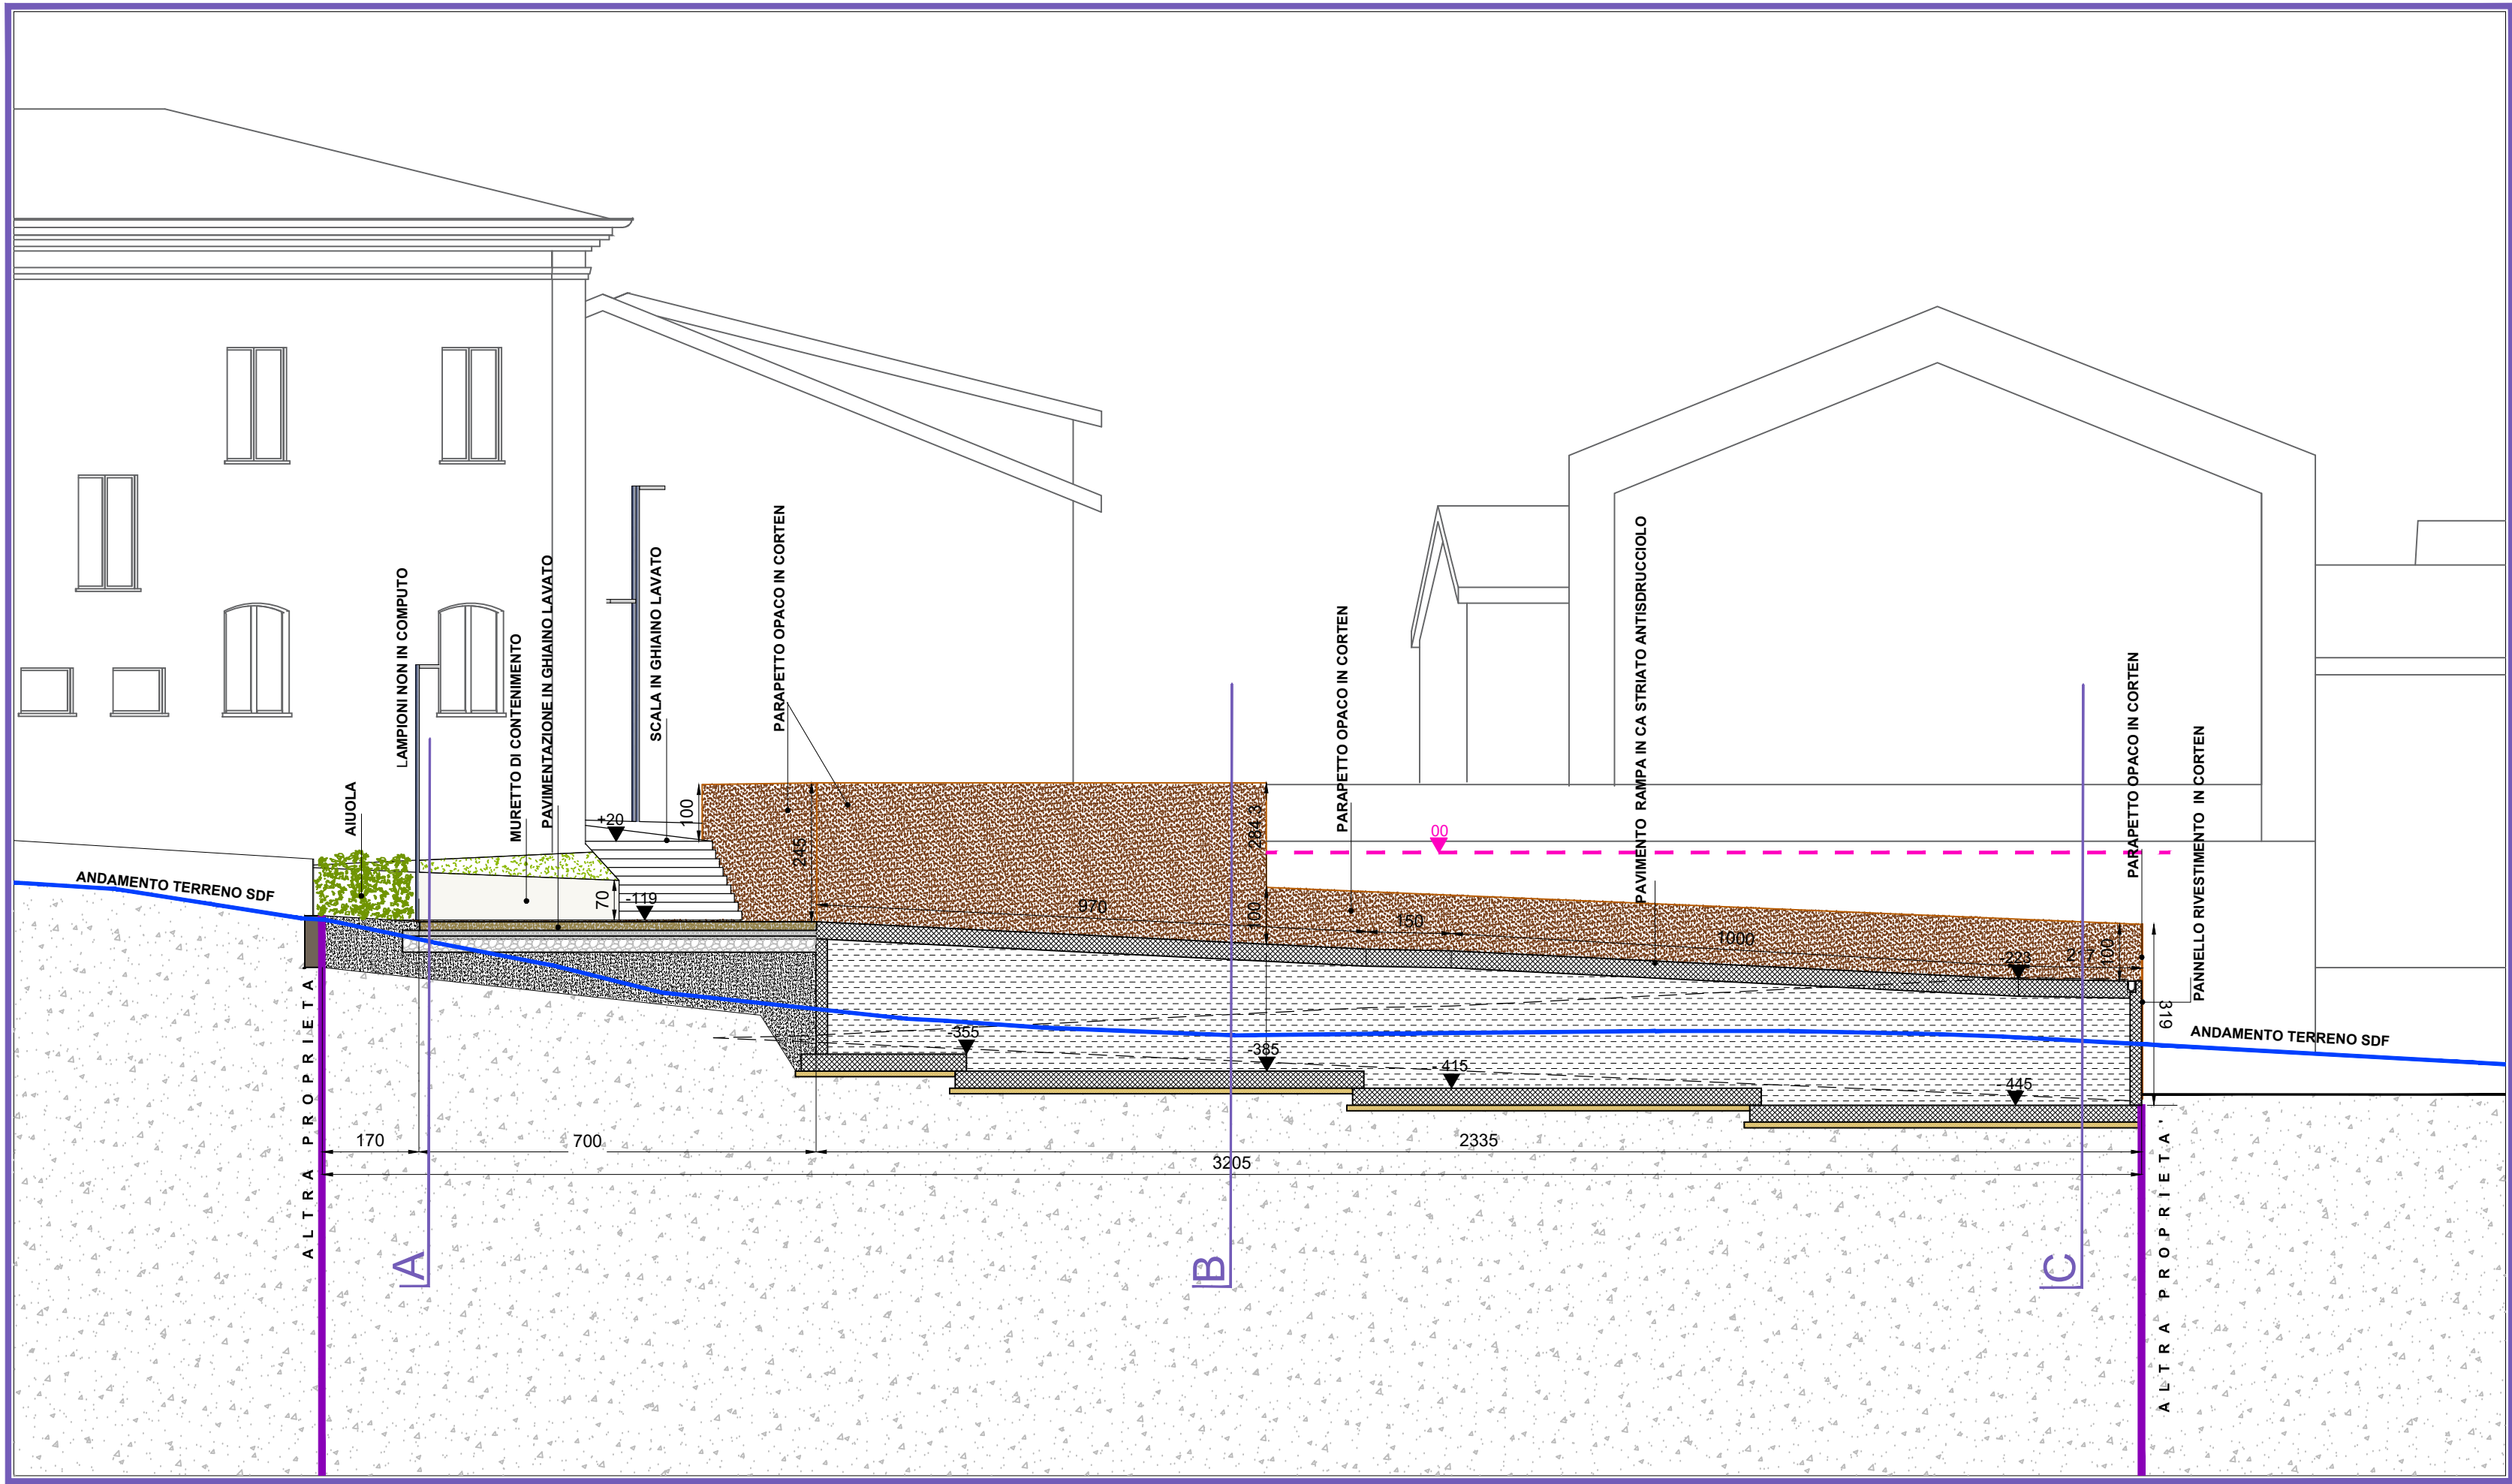 LAMPIONI NON IN COMPUTO
PAVIMENTAZIONE IN GHIAINO LAVATO
SCALA IN GHIAINO LAVATO
PARAPETTO OPACO IN CORTEN
PARAPETTO OPACO IN CORTEN
PAVIMENTO RAMPA IN CA STRIATO ANTISDRUCCIOLO
PARAPETTO OPACO IN CORTEN
PANNELLO RIVESTIMENTO IN CORTEN
MURETTO DI CONTENIMENTO
AIUOLA
ANDAMENTO TERRENO SDF
+20
100
245
284.3
00
70
-119
970
100
150
1000
-223
217
100
319
ANDAMENTO TERRENO SDF
-355
-385
- 415
- 445
170
700
2335
3205
ALTRA PROPRIETA'
ALTRA PROPRIETA'
A
B
C